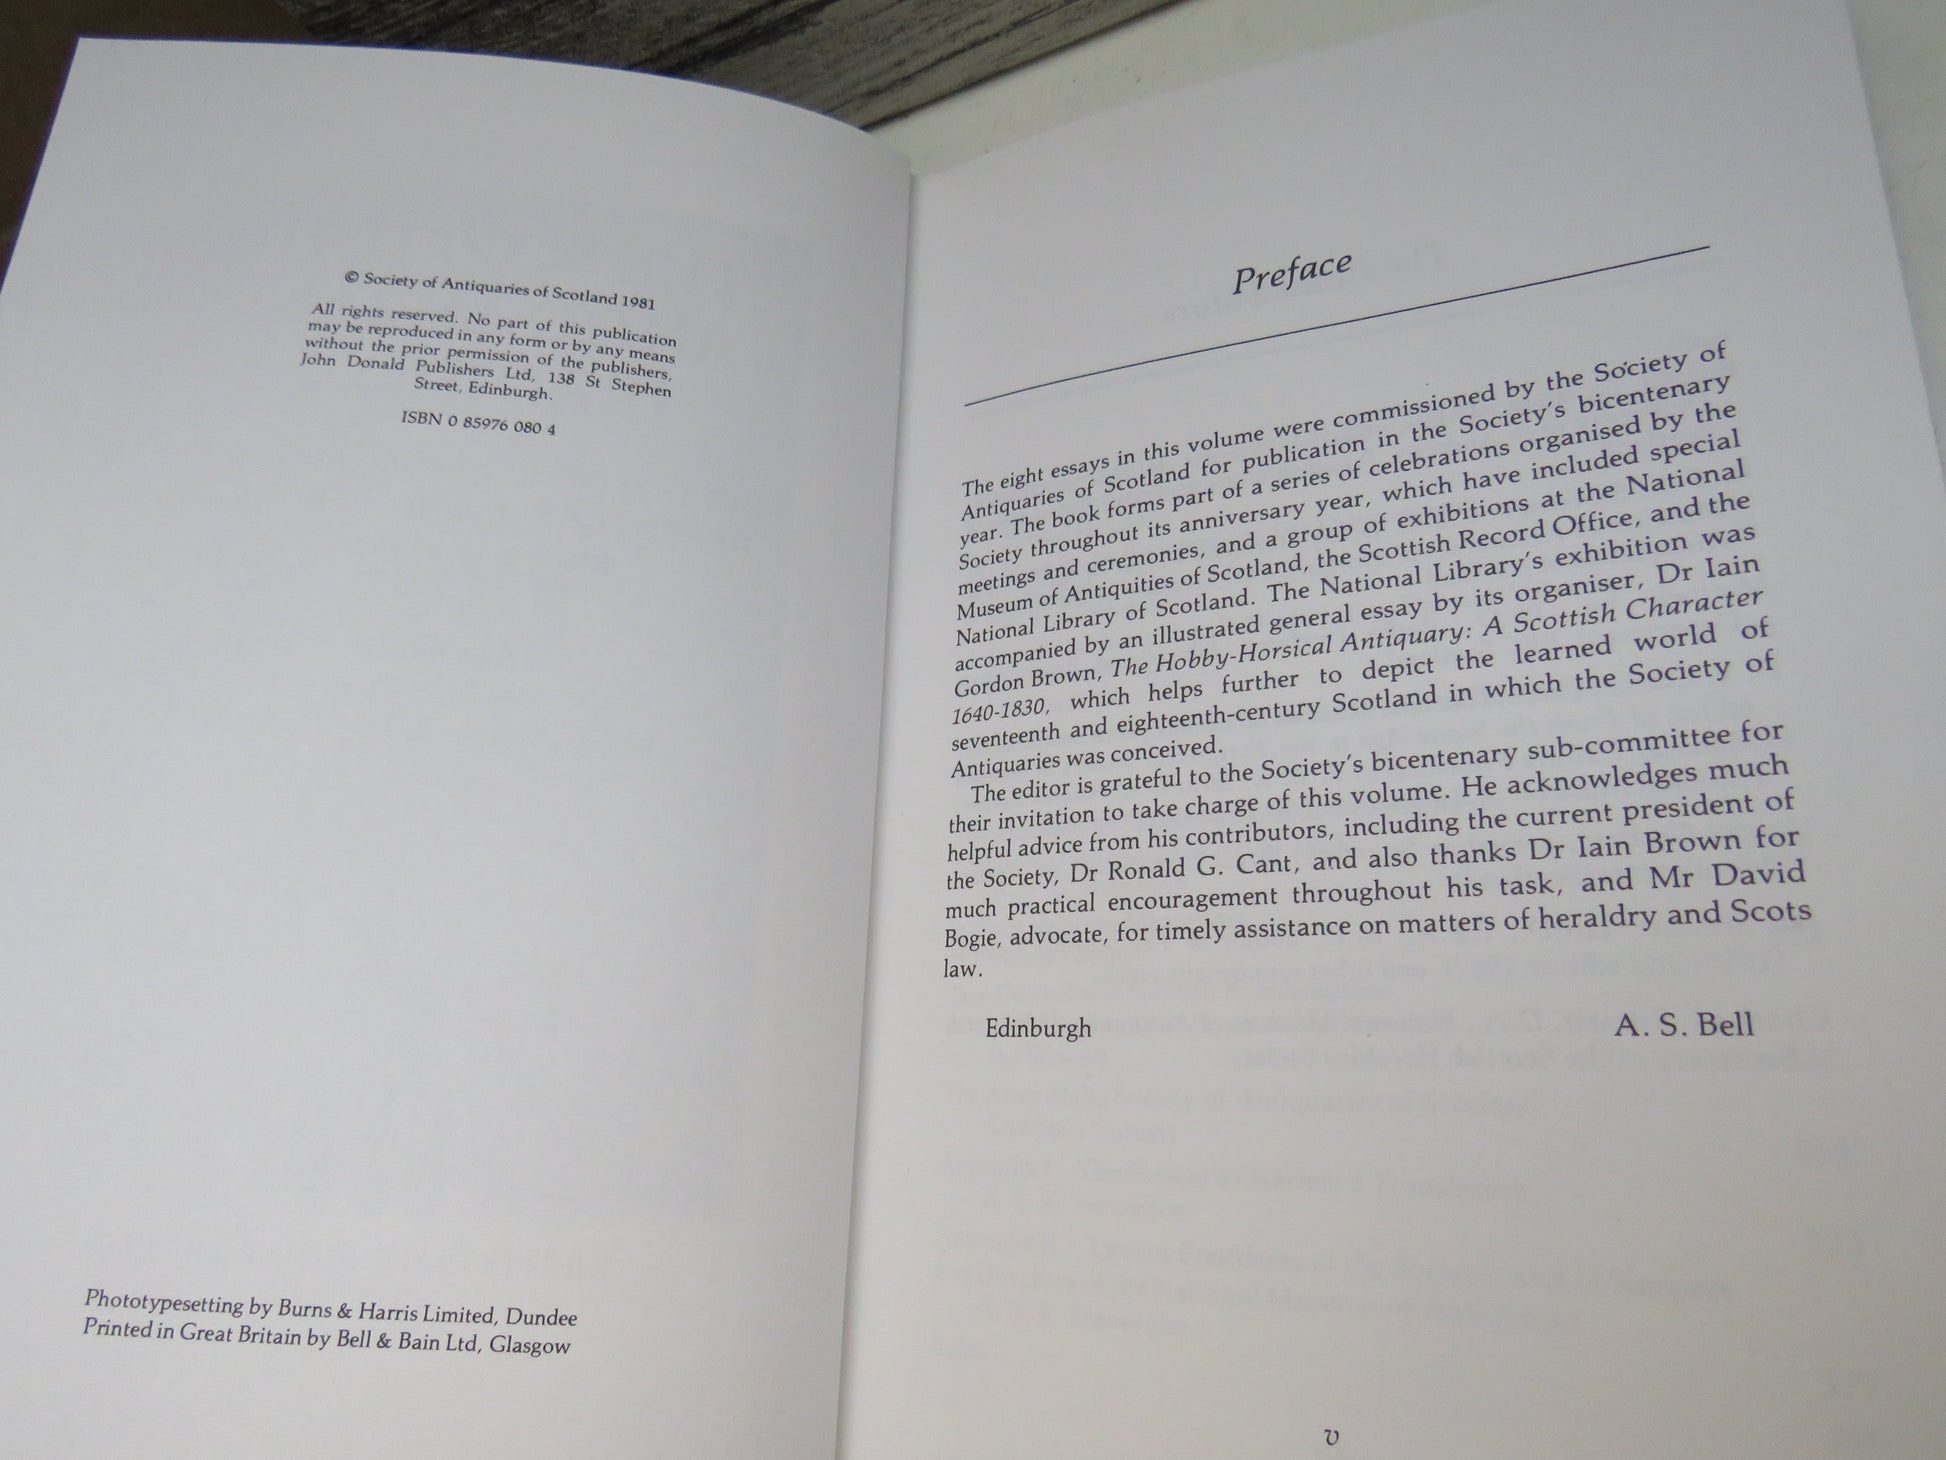 © Society of Antiquaries of Scotland 1981
All rights reserved. No part of this publication
may be reproduced in any form or by any means
without the prior permission of the publishers,
John Donald Publishers Ltd, 138 St Stephen
Street, Edinburgh.
ISBN 0 85976 080 4
Phototypesetting by Burns & Harris Limited, Dundee
Printed in Great Britain by Bell & Bain Ltd, Glasgow
Preface
The eight essays in this volume were commissioned by the Society of
Antiquaries of Scotland for publication in the Society's bicentenary
year. The book forms part of a series of celebrations organised by the
Society throughout its anniversary year, which have included special
meetings and ceremonies, and a group of exhibitions at the National
Museum of Antiquities of Scotland, the Scottish Record Office, and the
National Library of Scotland. The National Library's exhibition was
accompanied by an illustrated general essay by its organiser, Dr Iain
Gordon Brown, The Hobby-Horsical Antiquary: A Scottish Character
1640-1830, which helps further to depict the learned world of
seventeenth and eighteenth-century Scotland in which the Society of
Antiquaries was conceived.
The editor is grateful to the Society's bicentenary sub-committee for
their invitation to take charge of this volume. He acknowledges much
helpful advice from his contributors, including the current president of
the Society, Dr Ronald G. Cant, and also thanks Dr Iain Brown for
much practical encouragement throughout his task, and Mr David
Bogie, advocate, for timely assistance on matters of heraldry and Scots
law.
Edinburgh A. S. Bell
v